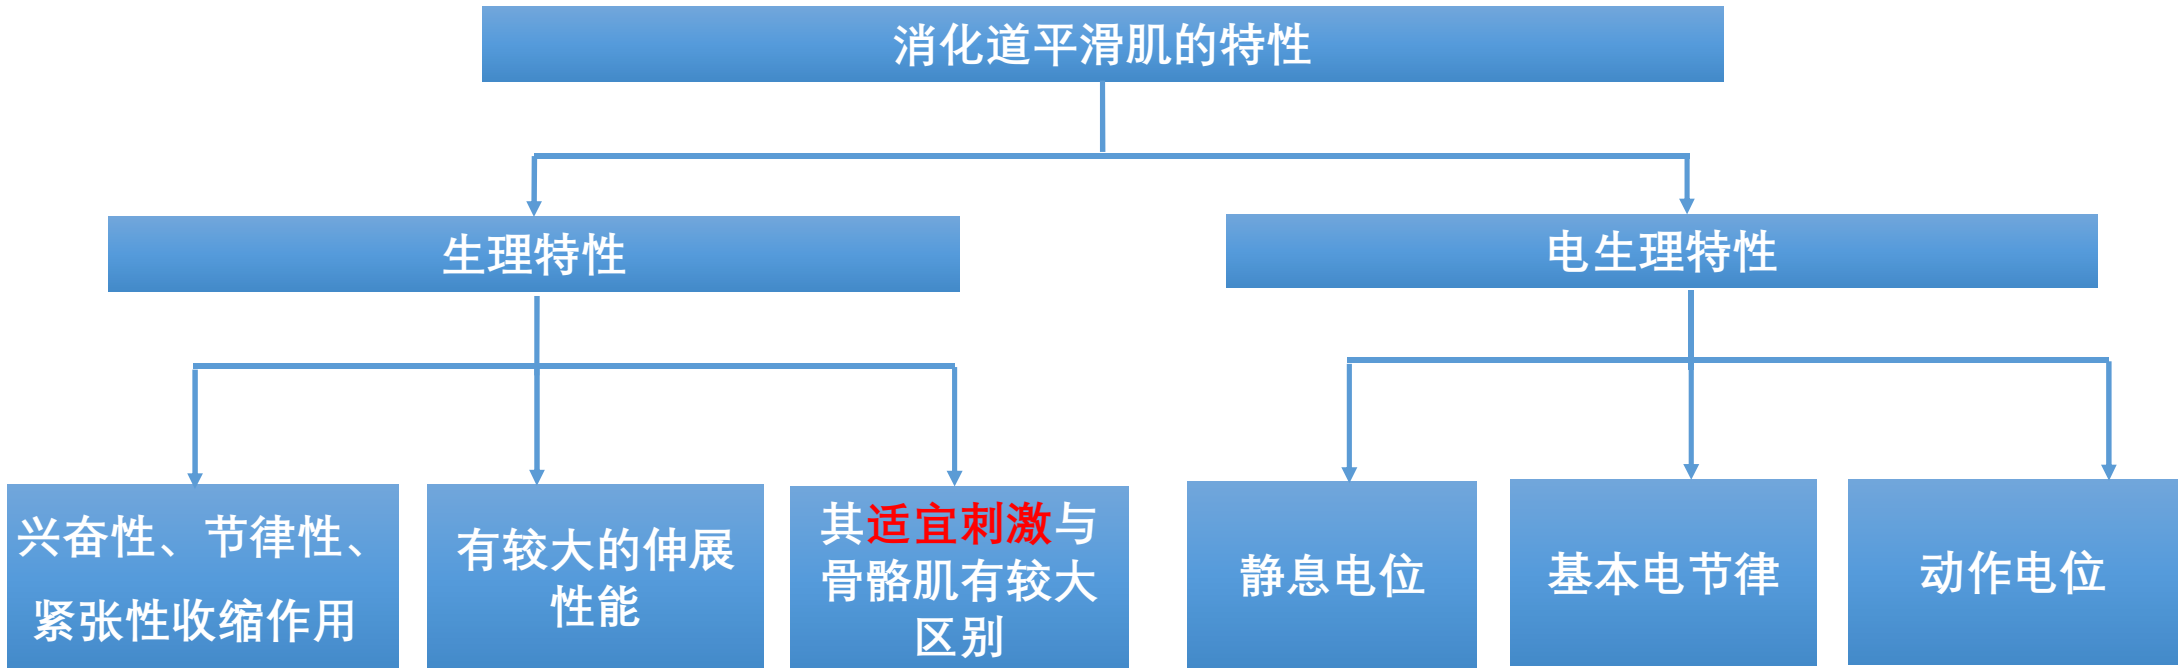 消化道平滑肌的特性
生理特性
电生理特性
兴奋性、节律性、
紧张性收缩作用
有较大的伸展
性能
其适宜刺激与
骨骼肌有较大
区别
静息电位
基本电节律
动作电位